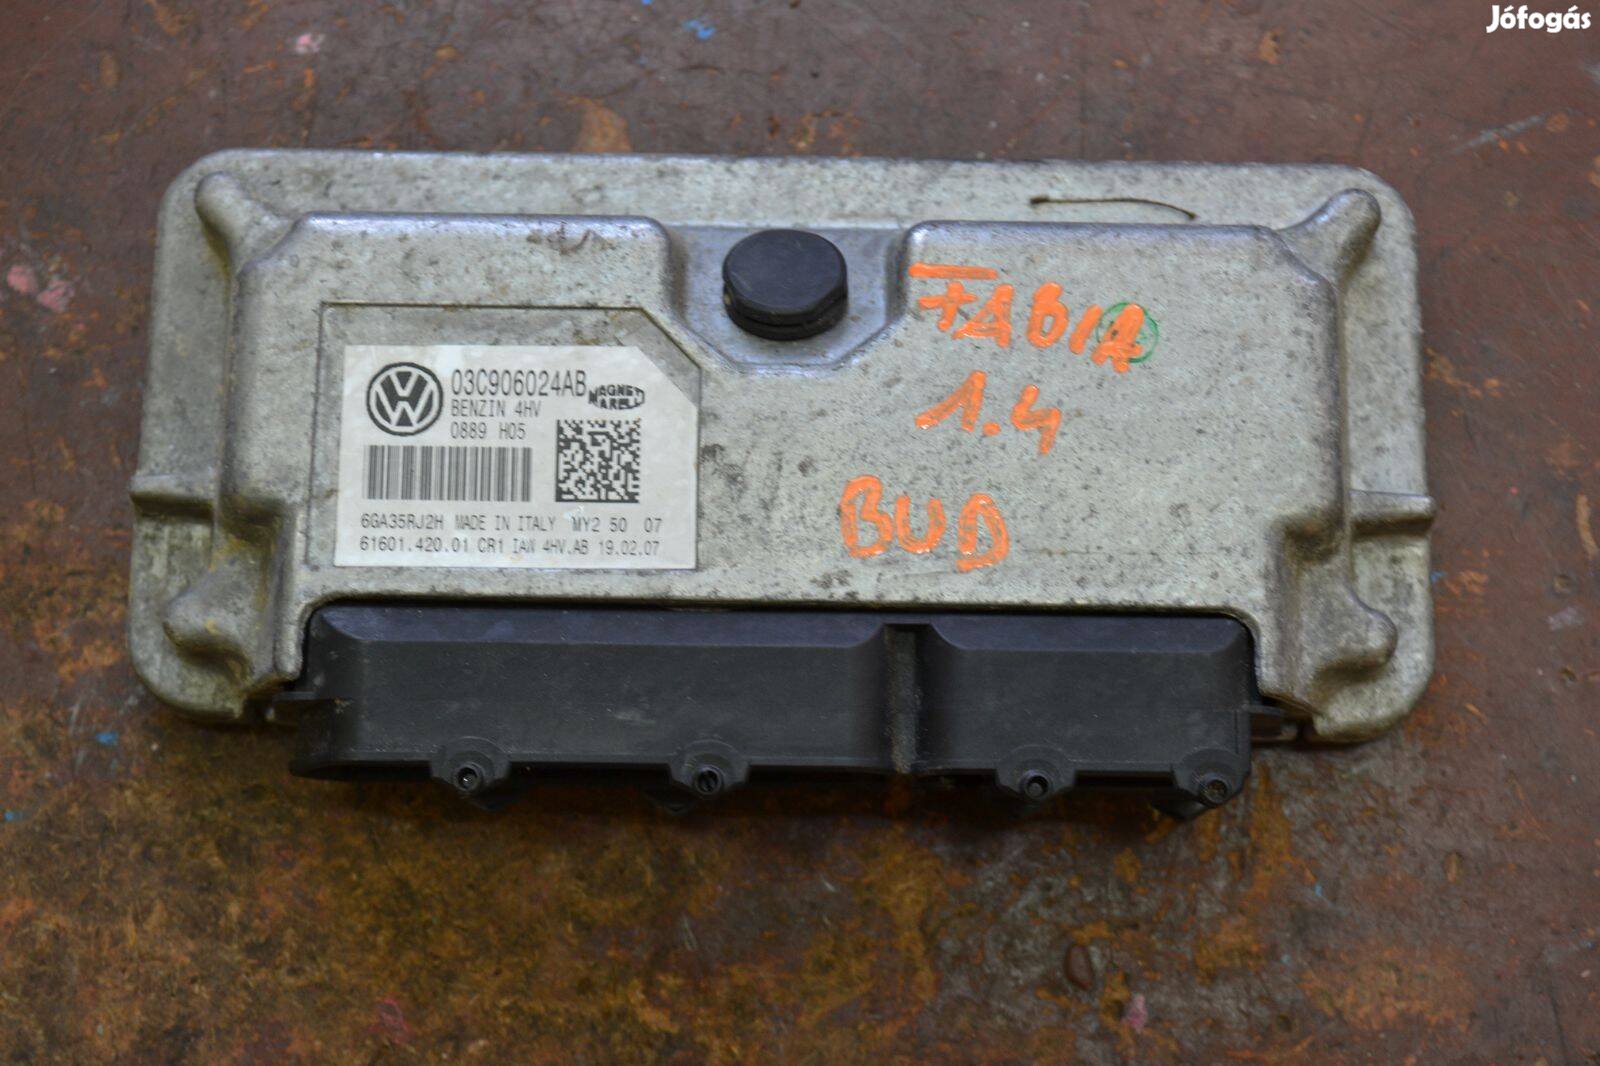 Jófogás
FABIA
1.4
BUD
03C906024AB MAGNETI MARELLI
BENZIN 4HV
0889 H05
6GA35RJ2H MADE IN ITALY MY2 50 07
61601.420.01 CR1 IAW 4HV.AB 19.02.07